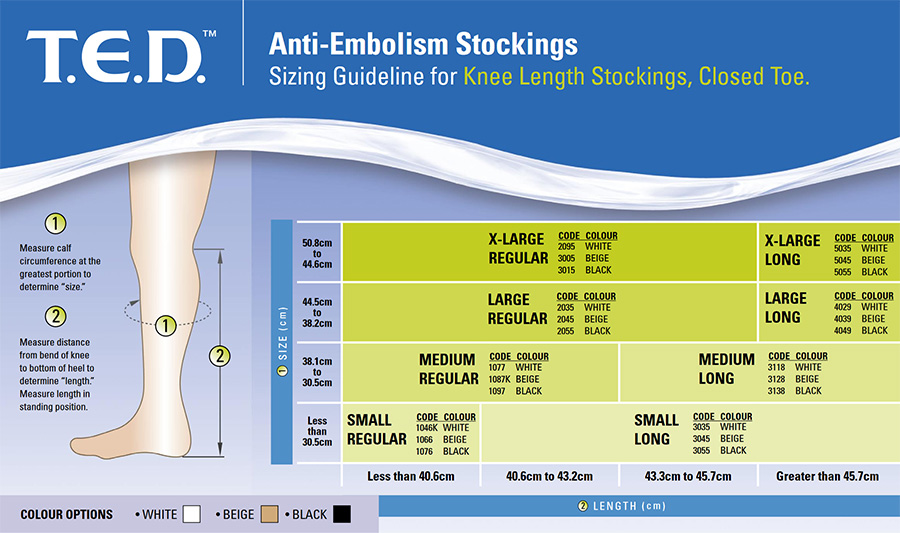 T.E.D.™
Anti-Embolism Stockings
Sizing Guideline for Knee Length Stockings, Closed Toe.
1
Measure calf
circumference at the
greatest portion to
determine “size.”
2
Measure distance
from bend of knee
to bottom of heel to
determine “length.”
Measure length in
standing position.
1
2
1 SIZE (cm)
50.8cm
to
44.6cm
X-LARGE
REGULAR
CODE COLOUR
2095 WHITE
3005 BEIGE
3015 BLACK
X-LARGE
LONG
CODE COLOUR
5035 WHITE
5045 BEIGE
5055 BLACK
44.5cm
to
38.2cm
LARGE
REGULAR
CODE COLOUR
2035 WHITE
2045 BEIGE
2055 BLACK
LARGE
LONG
CODE COLOUR
4029 WHITE
4039 BEIGE
4049 BLACK
38.1cm
to
30.5cm
MEDIUM
REGULAR
CODE COLOUR
1077 WHITE
1087K BEIGE
1097 BLACK
MEDIUM
LONG
CODE COLOUR
3118 WHITE
3128 BEIGE
3138 BLACK
Less
than
30.5cm
SMALL
REGULAR
CODE COLOUR
1046K WHITE
1066 BEIGE
1076 BLACK
SMALL
LONG
CODE COLOUR
3035 WHITE
3045 BEIGE
3055 BLACK
Less than 40.6cm
40.6cm to 43.2cm
43.3cm to 45.7cm
Greater than 45.7cm
2 LENGTH (cm)
COLOUR OPTIONS • WHITE • BEIGE • BLACK